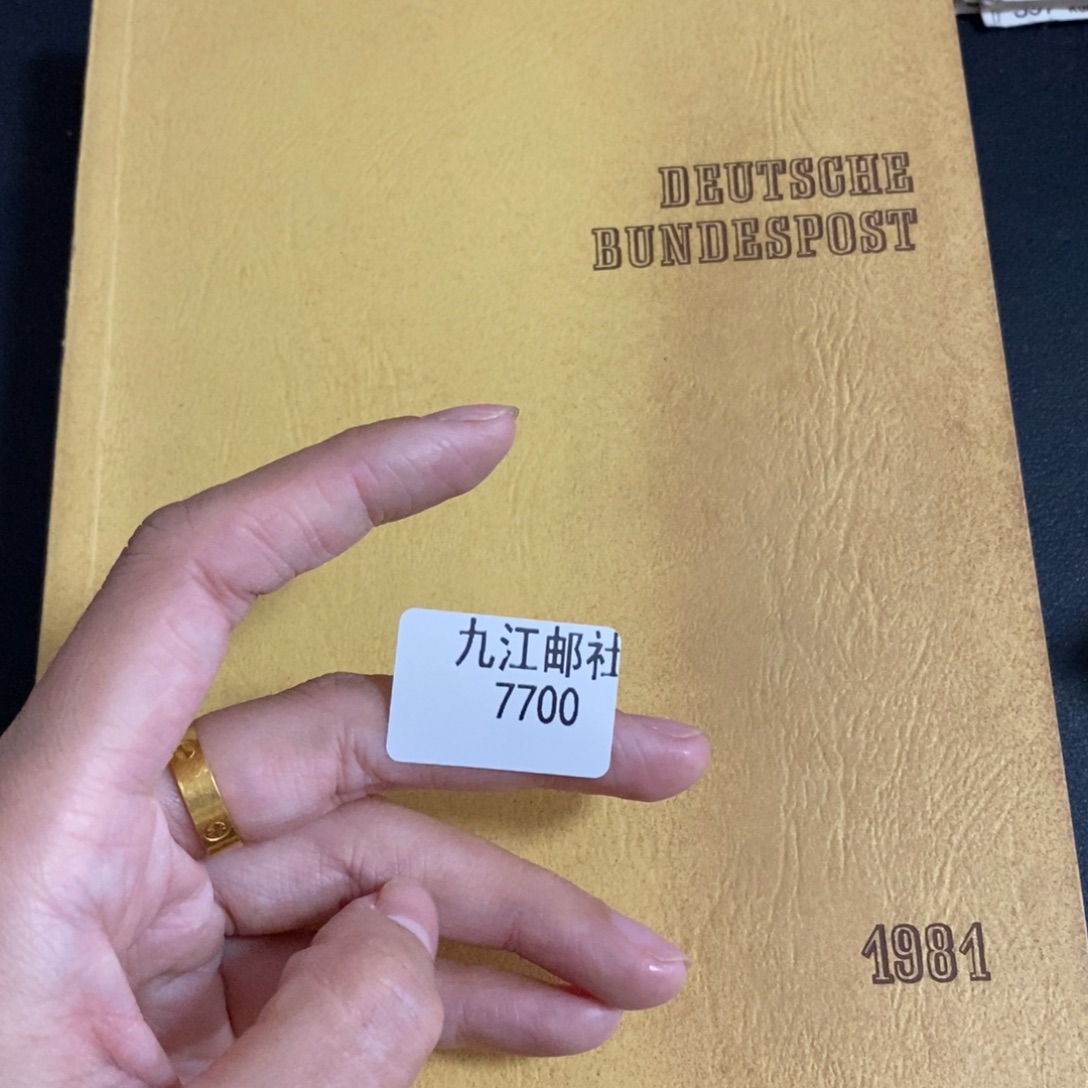 DEUTSCHE
BUNDESPOST
九江邮社
7700
1981